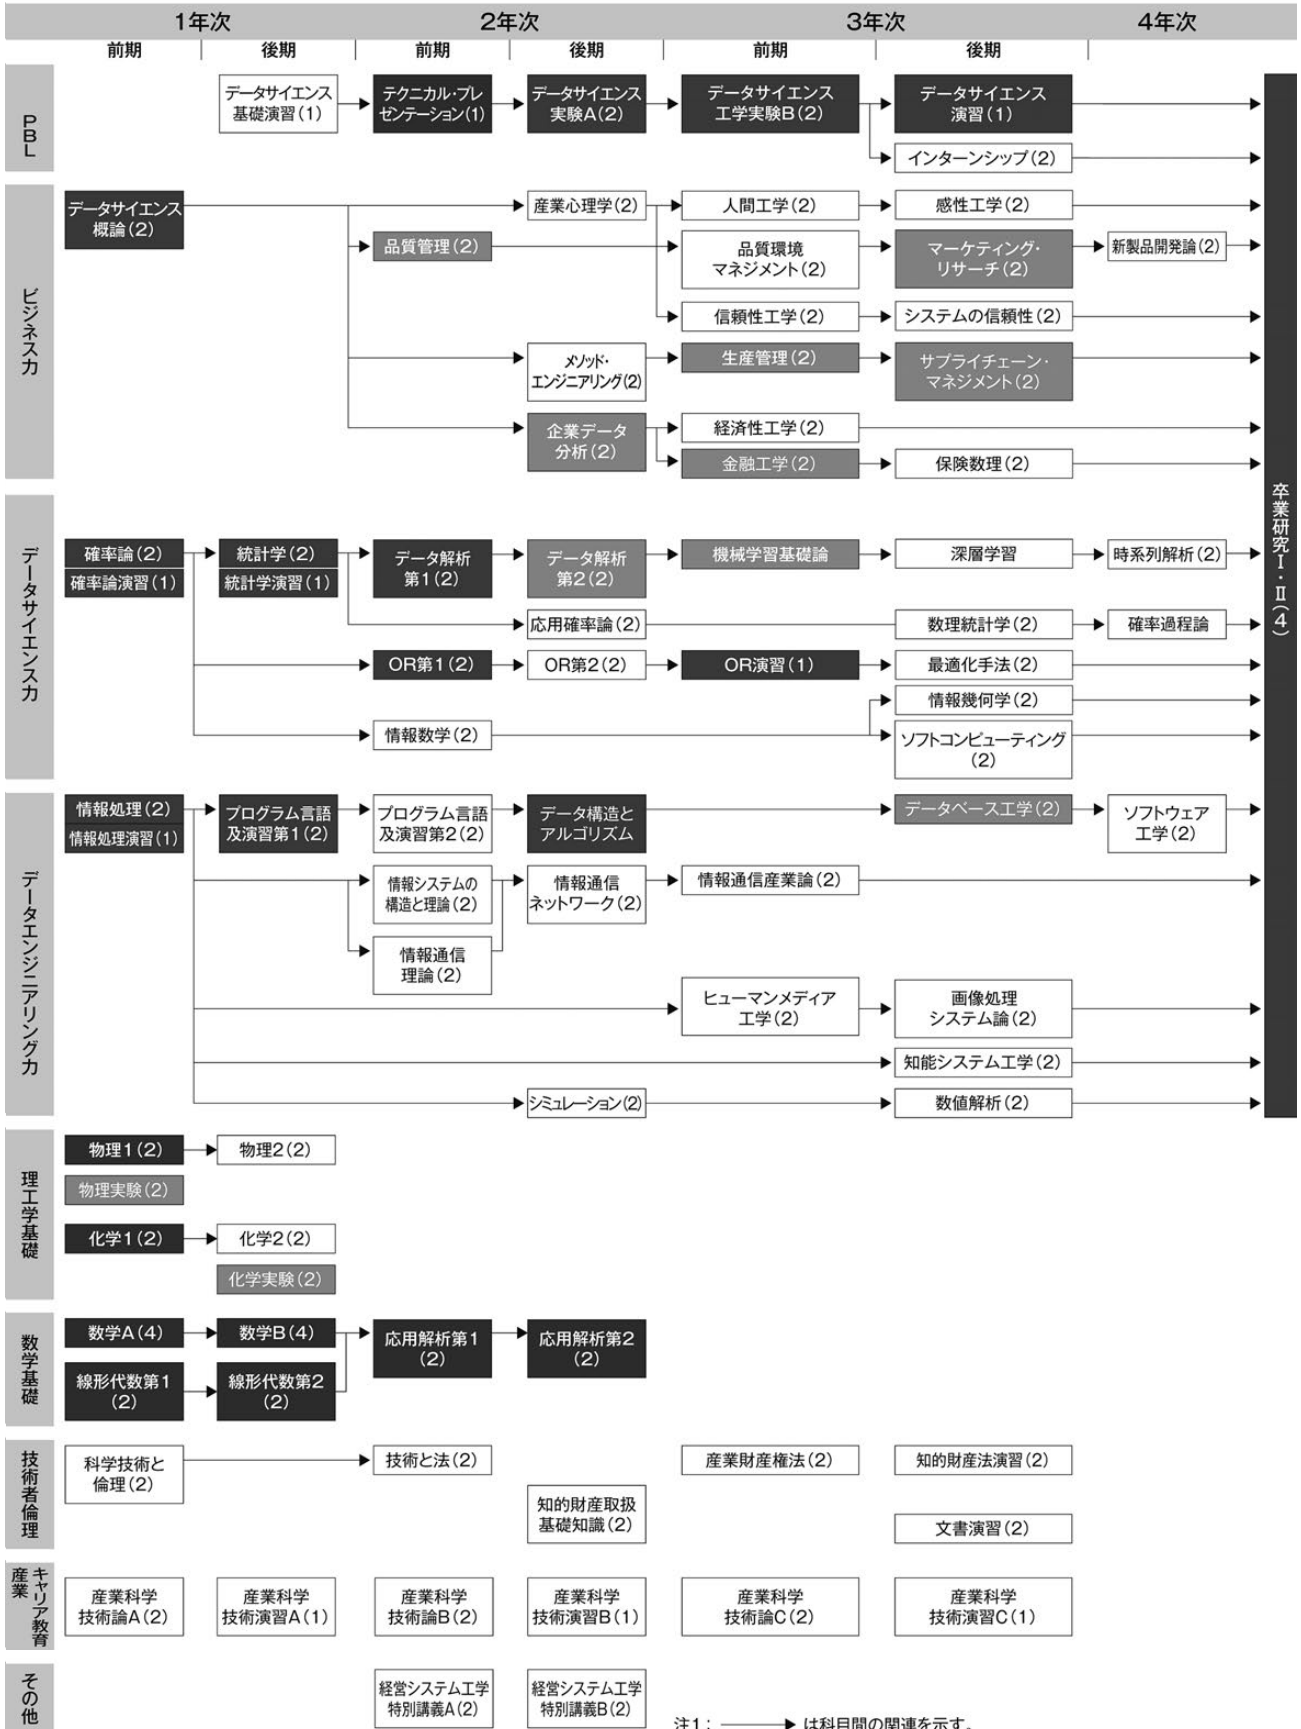 1年次 2年次 3年次 4年次
前期 後期 前期 後期 前期 後期
PBL
データサイエンス
基礎演習(1)
テクニカル・プレ
ゼンテーション(1)
データサイエンス
実験A(2)
データサイエンス
工学実験B(2)
データサイエンス
演習(1)
インターンシップ(2)
ビジネス力
データサイエンス
概論(2)
産業心理学(2)
人間工学(2)
感性工学(2)
品質管理(2)
品質環境
マネジメント(2)
マーケティング・
リサーチ(2)
新製品開発論(2)
信頼性工学(2)
システムの信頼性(2)
メソッド・
エンジニアリング(2)
生産管理(2)
サプライチェーン・
マネジメント(2)
企業データ
分析(2)
経済性工学(2)
金融工学(2)
保険数理(2)
卒業研究Ⅰ・Ⅱ(4)
データサイエンス力
確率論(2)
確率論演習(1)
統計学(2)
統計学演習(1)
データ解析
第1(2)
データ解析
第2(2)
機械学習基礎論
深層学習
時系列解析(2)
応用確率論(2)
数理統計学(2)
確率過程論
OR第1(2)
OR第2(2)
OR演習(1)
最適化手法(2)
情報幾何学(2)
情報数学(2)
ソフトコンピューティング
(2)
データエンジニアリング力
情報処理(2)
情報処理演習(1)
プログラム言語
及演習第1(2)
プログラム言語
及演習第2(2)
データ構造と
アルゴリズム
データベース工学(2)
ソフトウェア
工学(2)
情報システムの
構造と理論(2)
情報通信
ネットワーク(2)
情報通信産業論(2)
情報通信
理論(2)
ヒューマンメディア
工学(2)
画像処理
システム論(2)
知能システム工学(2)
シミュレーション(2)
数値解析(2)
理工学基礎
物理1(2)
物理2(2)
物理実験(2)
化学1(2)
化学2(2)
化学実験(2)
数学基礎
数学A(4)
数学B(4)
応用解析第1
(2)
応用解析第2
(2)
線形代数第1
(2)
線形代数第2
(2)
技術者倫理
科学技術と
倫理(2)
技術と法(2)
産業財産権法(2)
知的財産法演習(2)
知的財産取扱
基礎知識(2)
文書演習(2)
産業
キャリア教育
産業科学
技術論A(2)
産業科学
技術演習A(1)
産業科学
技術論B(2)
産業科学
技術演習B(1)
産業科学
技術論C(2)
産業科学
技術演習C(1)
その他
経営システム工学
特別講義A(2)
経営システム工学
特別講義B(2)
注1： は科目間の関連を示す。